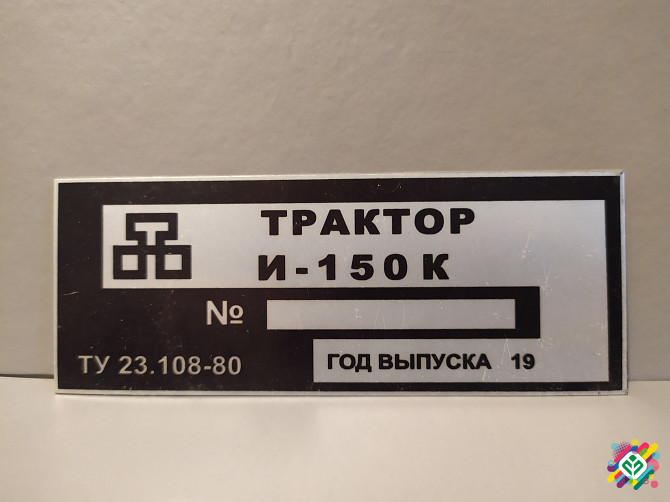 ТРАКТОР
И-150К
№
ТУ 23.108-80
ГОД ВЫПУСКА 19